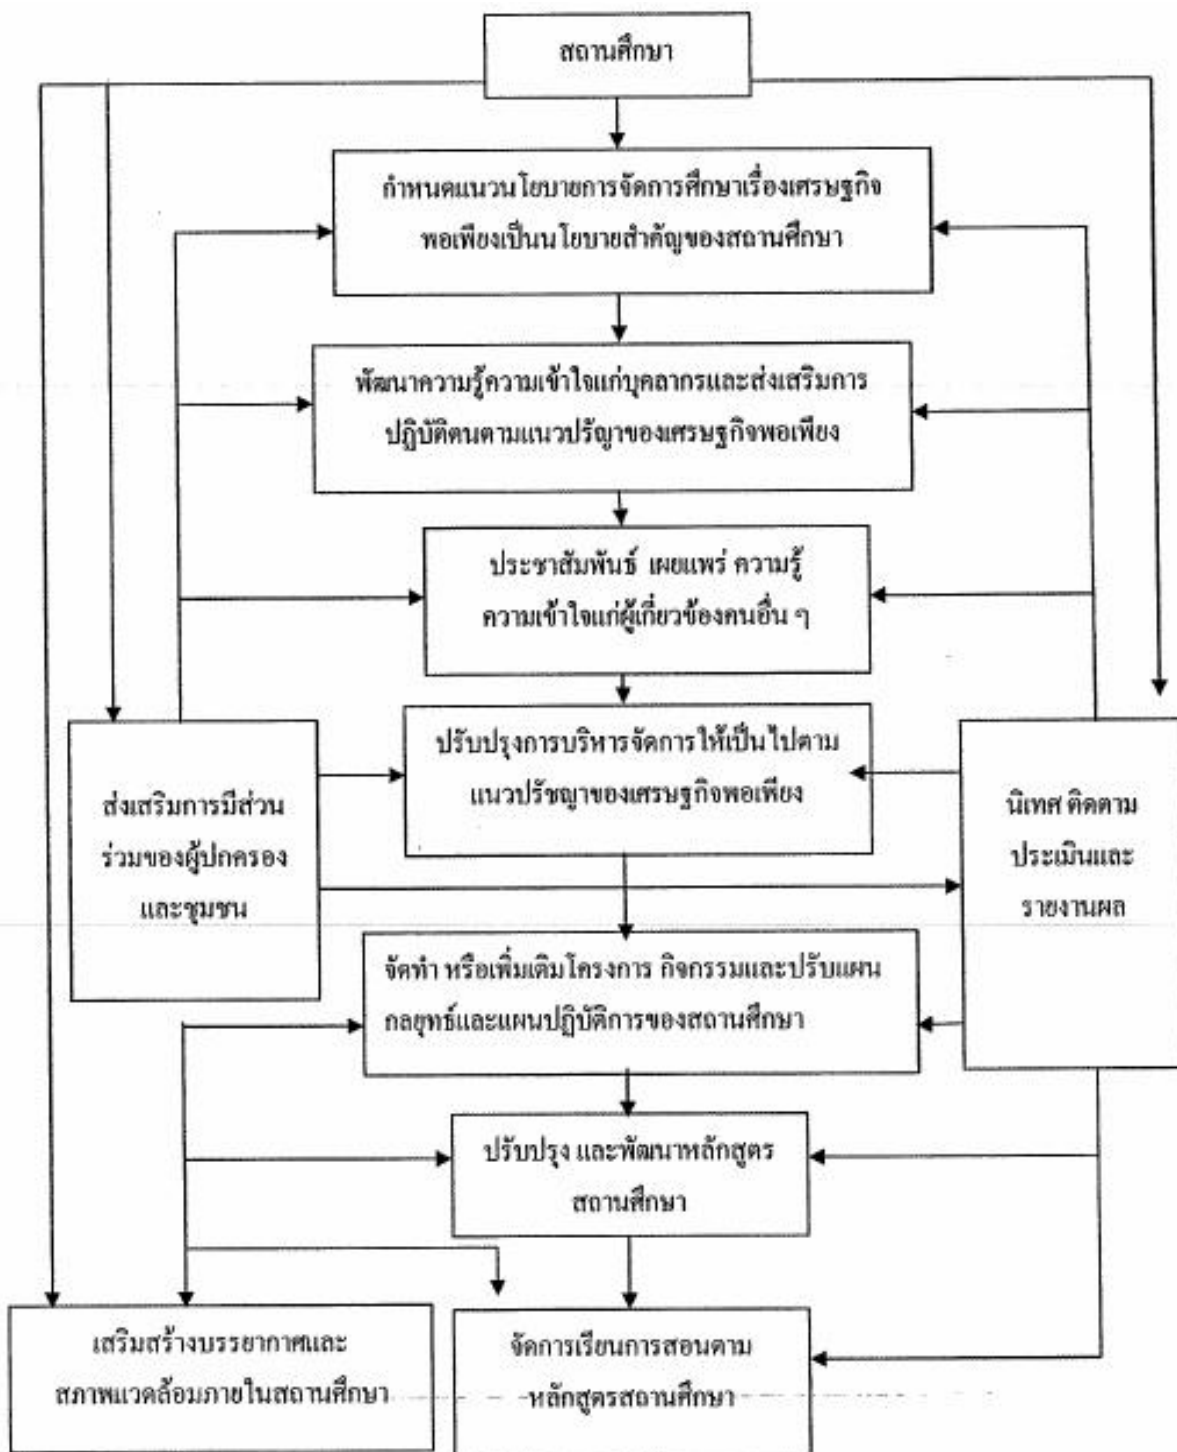 สถานศึกษา
กำหนดแนวนโยบายการจัดการศึกษาเรื่องเศรษฐกิจ
พอเพียงเป็นนโยบายสำคัญของสถานศึกษา
พัฒนาความรู้ความเข้าใจแก่บุคลากรและส่งเสริมการ
ปฏิบัติตนตามแนวปรัญาของเศรษฐกิจพอเพียง
ประชาสัมพันธ์ เผยแพร่ ความรู้
ความเข้าใจแก่ผู้เกี่ยวข้องคนอื่น ๆ
ปรับปรุงการบริหารจัดการให้เป็นไปตาม
แนวปรัชญาของเศรษฐกิจพอเพียง
ส่งเสริมการมีส่วน
ร่วมของผู้ปกครอง
และชุมชน
นิเทศ ติดตาม
ประเมินและ
รายงานผล
จัดทำ หรือเพิ่มเติมโครงการ กิจกรรมและปรับแผน
กลยุทธ์และแผนปฏิบัติการของสถานศึกษา
ปรับปรุง และพัฒนาหลักสูตร
สถานศึกษา
เสริมสร้างบรรยากาศและ
สภาพแวดล้อมภายในสถานศึกษา
จัดการเรียนการสอนตาม
หลักสูตรสถานศึกษา